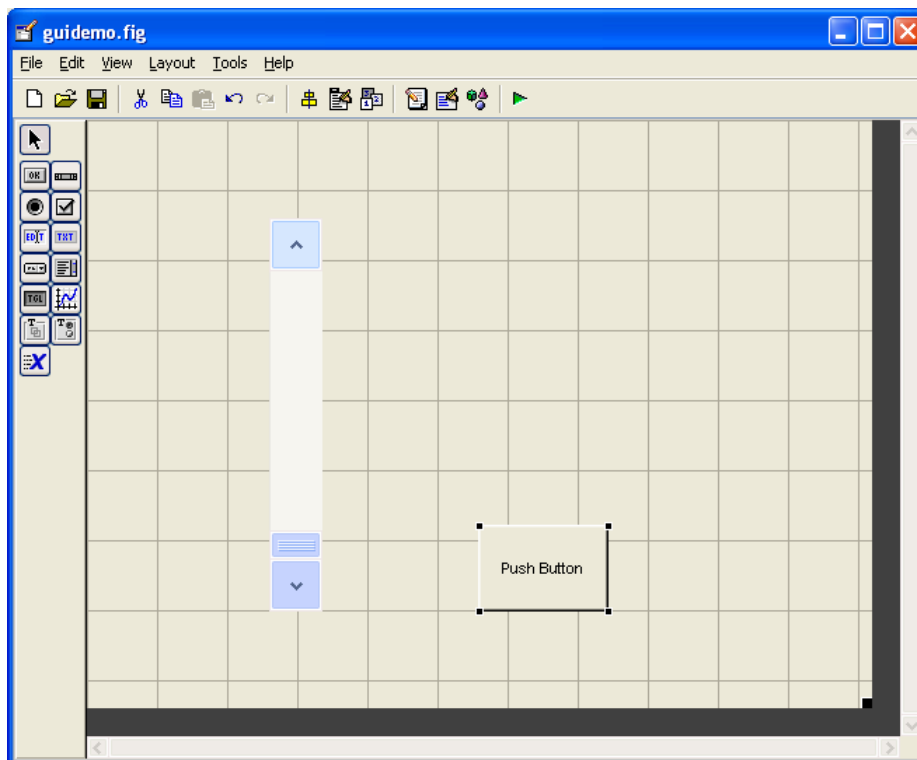 guidemo.fig
File Edit View Layout Tools Help
OK
EDIT TXT
TGL
T T
X
Push Button